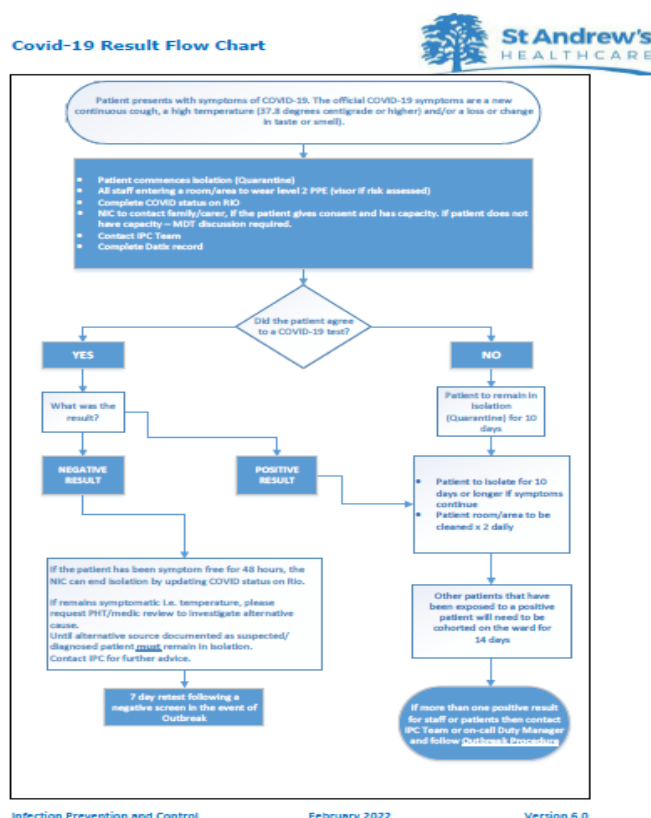 Covid-19 Result Flow Chart
St Andrew's
HEALTHCARE
Patient presents with symptoms of COVID-19. The official COVID-19 symptoms are a new
continuous cough, a high temperature (37.8 degrees centigrade or higher) and/or a loss or change
in taste or smell).
• Patient commences isolation (Quarantine)
• All staff entering a room/area to wear level 2 PPE (visor if risk assessed)
• Complete COVID status on RIO
• NIC to contact family/carer, if the patient gives consent and has capacity. If patient does not
have capacity – MDT discussion required.
• Contact IPC Team
• Complete Datix record
Did the patient agree
to a COVID-19 test?
YES
NO
What was the
result?
Patient to remain in
isolation
(Quarantine) for 10
days
NEGATIVE
RESULT
POSITIVE
RESULT
• Patient to isolate for 10
days or longer if symptoms
continue
• Patient room/area to be
cleaned x 2 daily
If the patient has been symptom free for 48 hours, the
NIC can end isolation by updating COVID status on Rio.
If remains symptomatic i.e. temperature, please
request PHT/medic review to investigate alternative
cause.
Until alternative source documented as suspected/
diagnosed patient must remain in isolation.
Contact IPC for further advice.
Other patients that have
been exposed to a positive
patient will need to be
cohorted on the ward for
14 days
7 day retest following a
negative screen in the event of
Outbreak
If more than one positive result
for staff or patients then contact
IPC Team or on-call Duty Manager
and follow Outbreak Procedure
Infection Prevention and Control
February 2022
Version 6.0